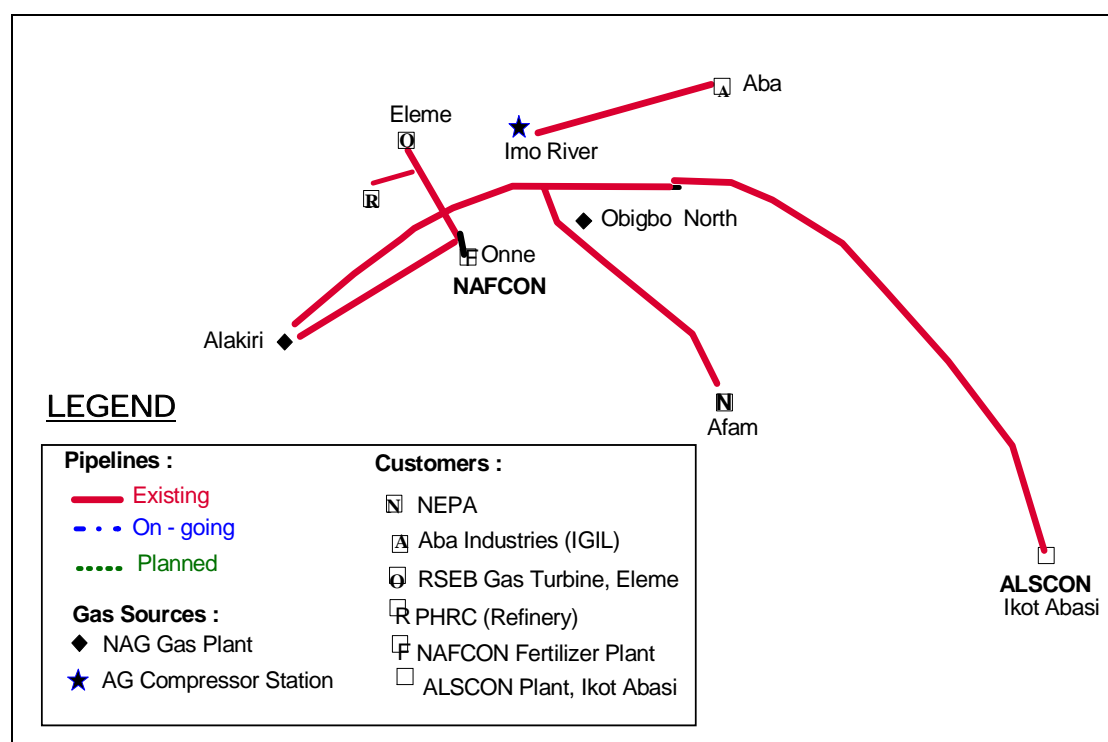 Aba
A
Eleme
O
Imo River
R
Obigbo North
F
Onne
NAFCON
Alakiri
N
Afam
ALSCON
Ikot Abasi
LEGEND
Pipelines :
Existing
On - going
Planned
Gas Sources :
NAG Gas Plant
AG Compressor Station
Customers :
N NEPA
A Aba Industries (IGIL)
O RSEB Gas Turbine, Eleme
R PHRC (Refinery)
F NAFCON Fertilizer Plant
ALSCON Plant, Ikot Abasi